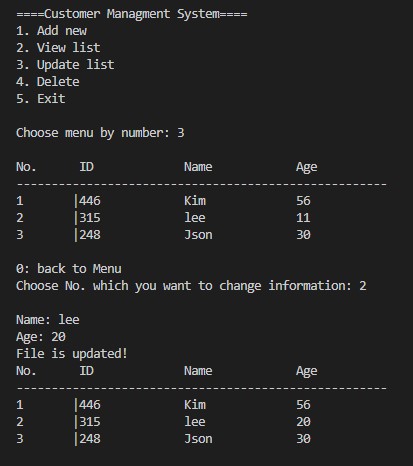 ====Customer Managment System====
1. Add new
2. View list
3. Update list
4. Delete
5. Exit
Choose menu by number: 3
No. ID Name Age
-----------------------------------------------------
1 |446 Kim 56
2 |315 lee 11
3 |248 Json 30
0: back to Menu
Choose No. which you want to change information: 2
Name: lee
Age: 20
File is updated!
No. ID Name Age
-----------------------------------------------------
1 |446 Kim 56
2 |315 lee 20
3 |248 Json 30